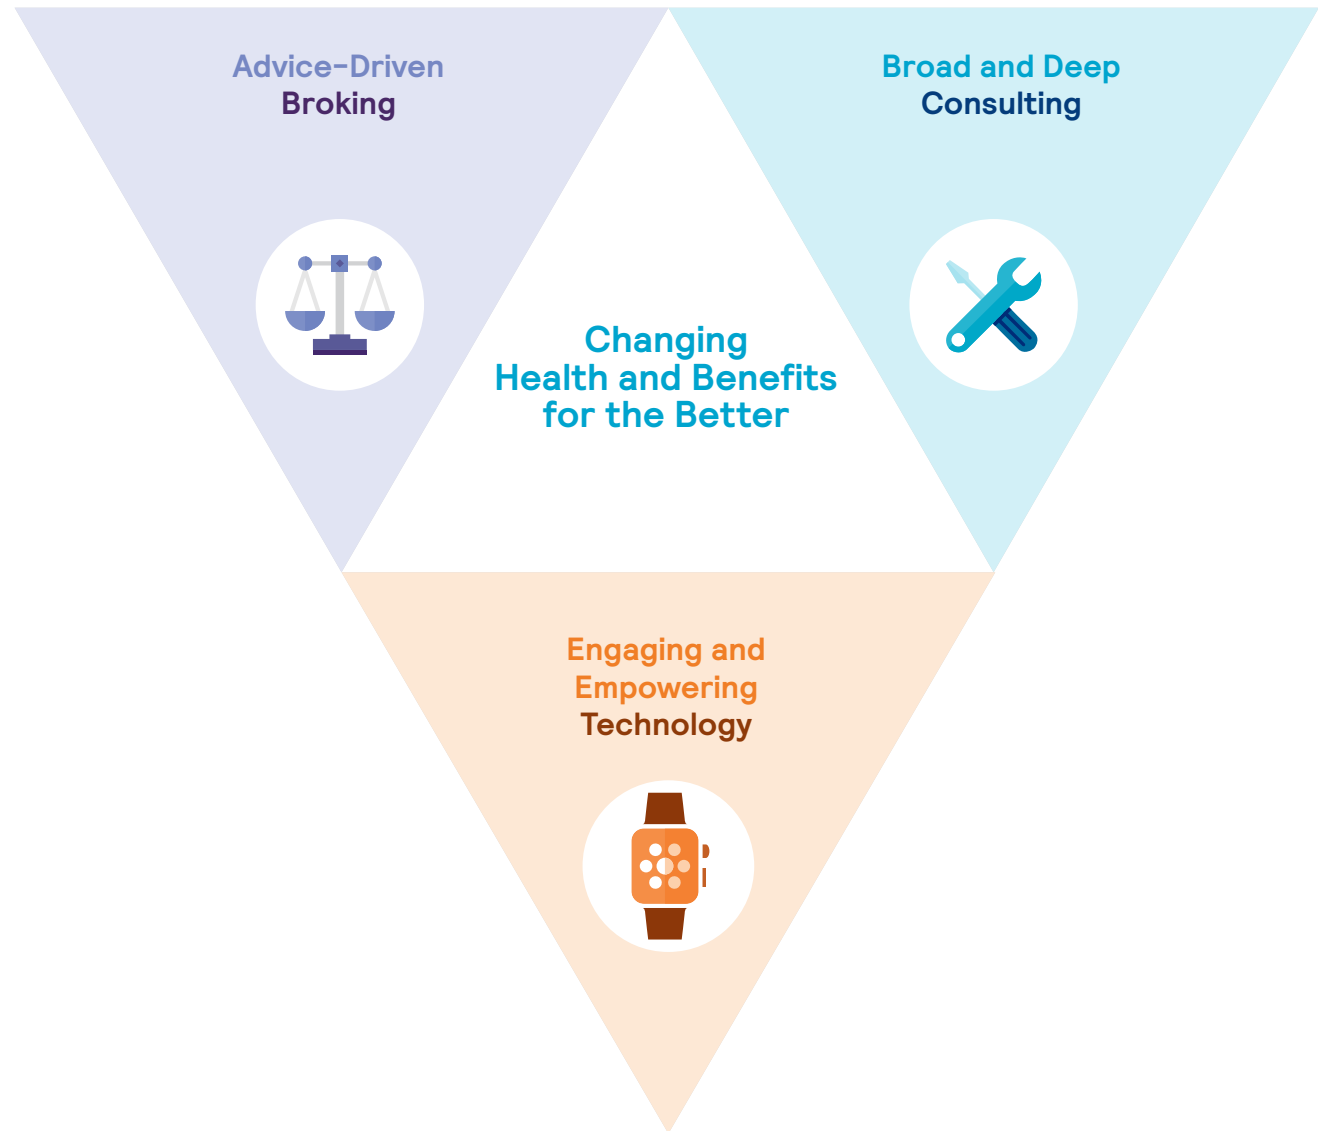 Advice-Driven
Broking
Broad and Deep
Consulting
Changing
Health and Benefits
for the Better
Engaging and
Empowering
Technology